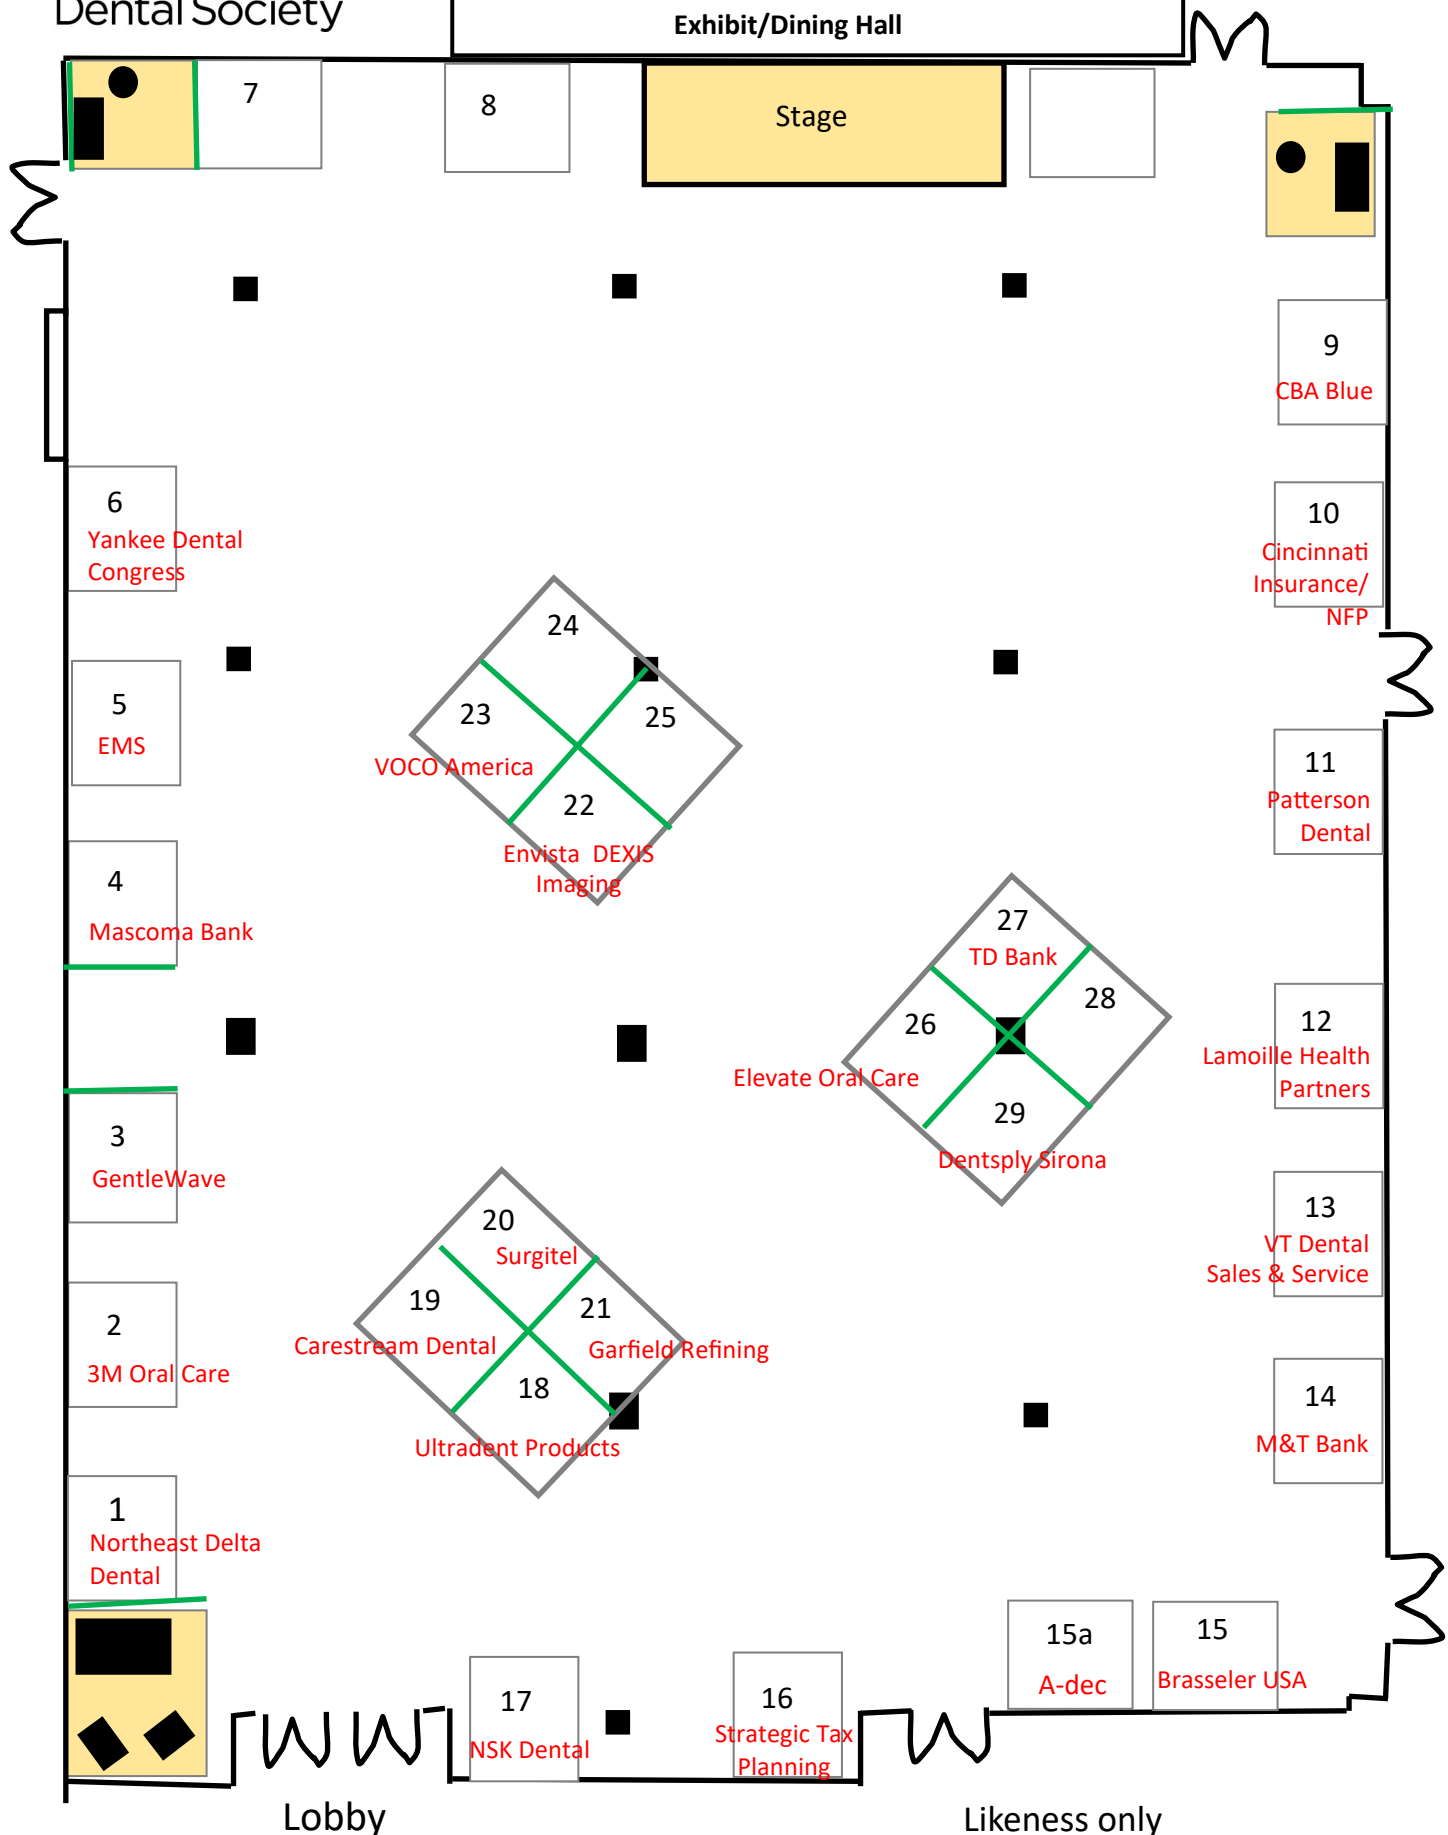 Dental Society
Exhibit/Dining Hall
7
8
Stage
9
CBA Blue
6
Yankee Dental
Congress
10
Cincinnati
Insurance/
NFP
24
5
EMS
23
25
VOCO America
22
Envista  DEXIS
Imaging
11
Patterson
Dental
4
Mascoma Bank
27
TD Bank
28
26
Elevate Oral Care
29
Dentsply Sirona
12
Lamoille Health
Partners
3
GentleWave
20
Surgitel
19
21
Carestream Dental
Garfield Refining
18
Ultradent Products
13
VT Dental
Sales & Service
2
3M Oral Care
14
M&T Bank
1
Northeast Delta
Dental
15a
A-dec
15
Brasseler USA
17
NSK Dental
16
Strategic Tax
Planning
Lobby
Likeness only